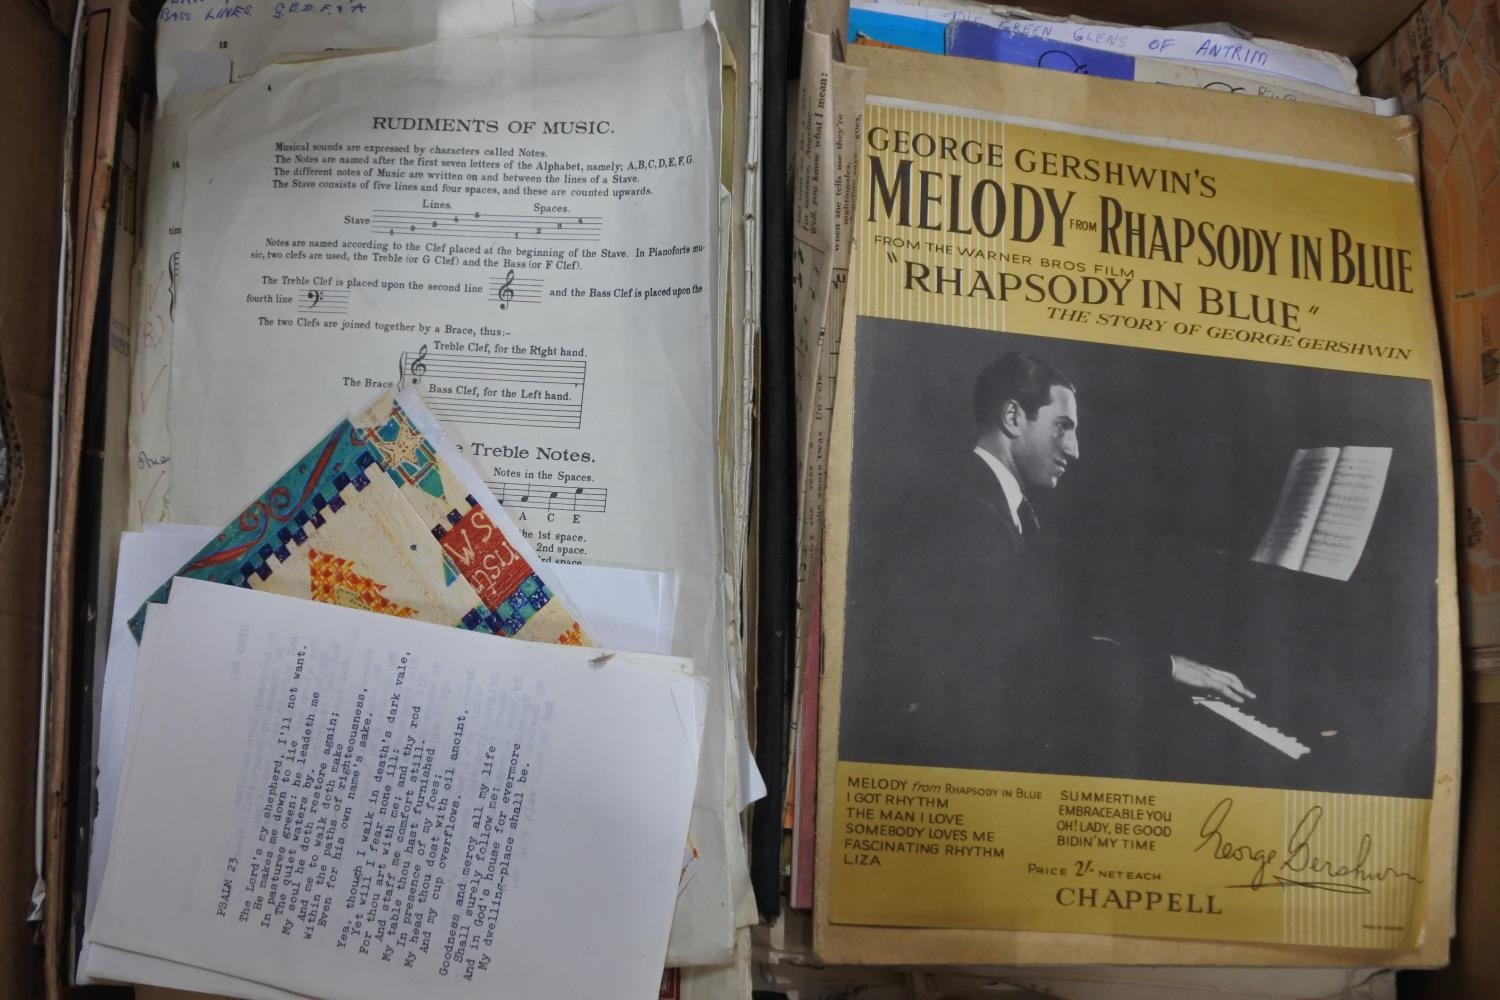 BASS LINES. G.B.D.F. & A
RUDIMENTS OF MUSIC.
Musical sounds are expressed by characters called Notes.
The Notes are named after the first seven letters of the Alphabet, namely; A,B,C,D,E,F,G.
The different notes of Music are written on and between the lines of a Stave.
The Stave consists of five lines and four spaces, and these are counted upwards.
Lines. Spaces.
Stave
Notes are named according to the Clef placed at the beginning of the Stave. In Pianoforte mu-
sic, two clefs are used, the Treble (or G Clef) and the Bass (or F Clef).
The Treble Clef is placed upon the second line and the Bass Clef is placed upon the
fourth line
The two Clefs are joined together by a Brace, thus:-
Treble Clef, for the Right hand.
The Brace
Bass Clef, for the Left hand.
Treble Notes.
Notes in the Spaces.
A C E
the 1st space.
2nd space.
3rd space
PSALM 23
The Lord's my shepherd, I'll not want.
He makes me down to lie
In pastures green: he leadeth me
The quiet waters by.
My soul he doth restore again;
And me to walk doth make
Within the paths of righteousness,
Even for his own name's sake.
Yea, though I walk in death's dark vale,
Yet will I fear none ill:
For thou art with me; and thy rod
And staff me comfort still.
My table thou hast furnished
In presence of my foes;
My head thou dost with oil anoint,
And my cup overflows.
Goodness and mercy all my life
Shall surely follow me:
And in God's house for evermore
My dwelling-place shall be.
THE GREEN GLENS OF ANTRIM
Well, you know what I mean:
when she tells me they're
nightingales,
GEORGE GERSHWIN'S
MELODY FROM RHAPSODY IN BLUE
FROM THE WARNER BROS FILM
"RHAPSODY IN BLUE"
THE STORY OF GEORGE GERSHWIN
MELODY from RHAPSODY IN BLUE
I GOT RHYTHM
THE MAN I LOVE
SOMEBODY LOVES ME
FASCINATING RHYTHM
LIZA
SUMMERTIME
EMBRACEABLE YOU
OH! LADY, BE GOOD
BIDIN' MY TIME
George Gershwin
PRICE 2/- NET EACH
CHAPPELL